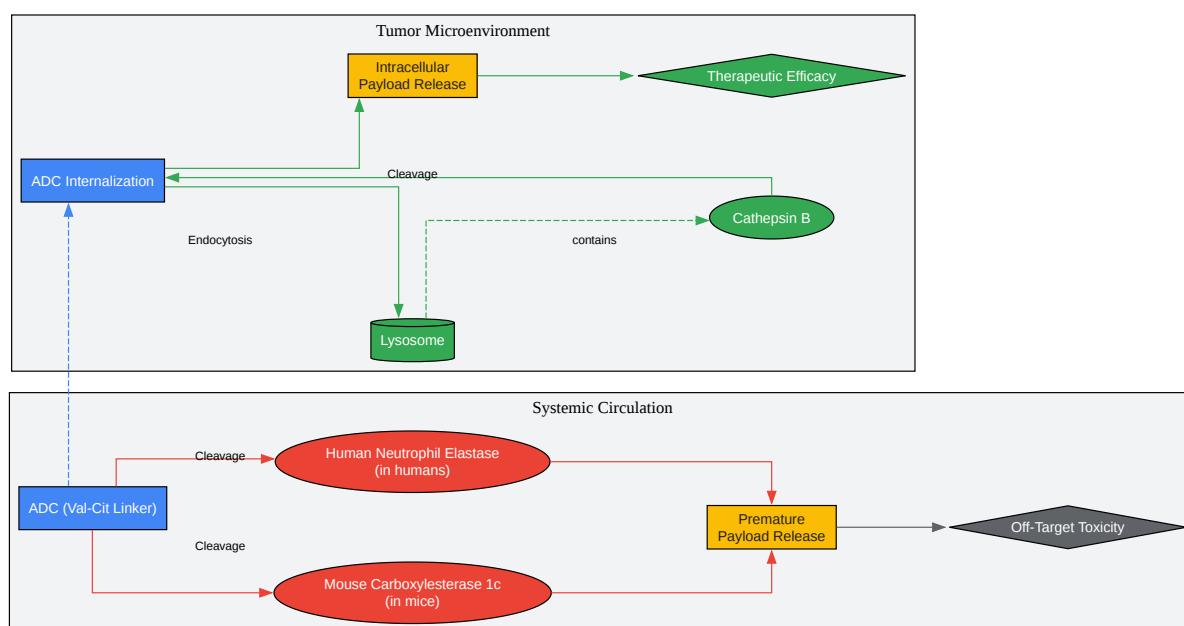 Tumor Microenvironment
Intracellular
Payload Release
Therapeutic Efficacy
ADC Internalization
Cleavage
Cathepsin B
Endocytosis
contains
Lysosome
Systemic Circulation
Cleavage
Human Neutrophil Elastase
(in humans)
ADC (Val-Cit Linker)
Premature
Payload Release
Off-Target Toxicity
Cleavage
Mouse Carboxylesterase 1c
(in mice)